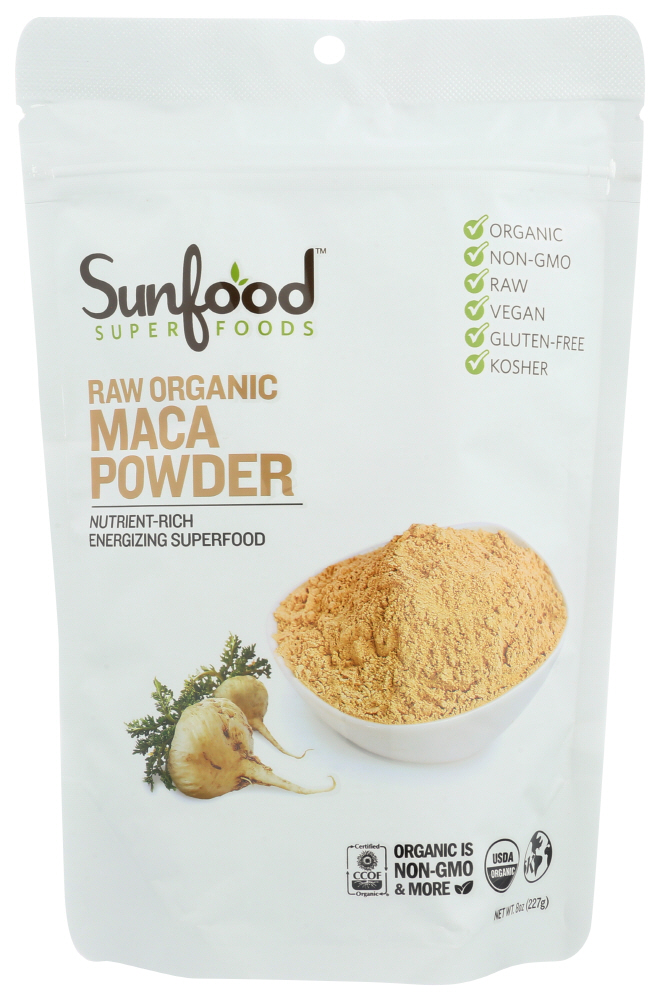 Sunfood™
SUPERFOODS
ORGANIC
NON-GMO
RAW
VEGAN
GLUTEN-FREE
KOSHER
RAW ORGANIC
MACA
POWDER
NUTRIENT-RICH
ENERGIZING SUPERFOOD
Certified
CCOF
Organic
ORGANIC IS
NON-GMO
& MORE
USDA
ORGANIC
K
NET WT. 8oz (227g)